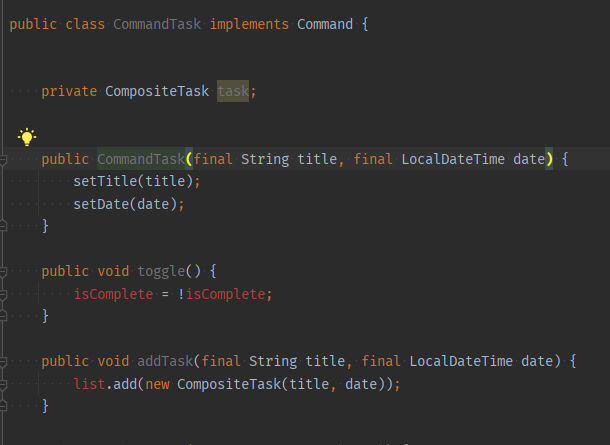 public class CommandTask implements Command {
private CompositeTask task;
public CommandTask(final String title, final LocalDateTime date) {
setTitle(title);
setDate(date);
}
public void toggle() {
isComplete = !isComplete;
}
public void addTask(final String title, final LocalDateTime date) {
list.add(new CompositeTask(title, date));
}